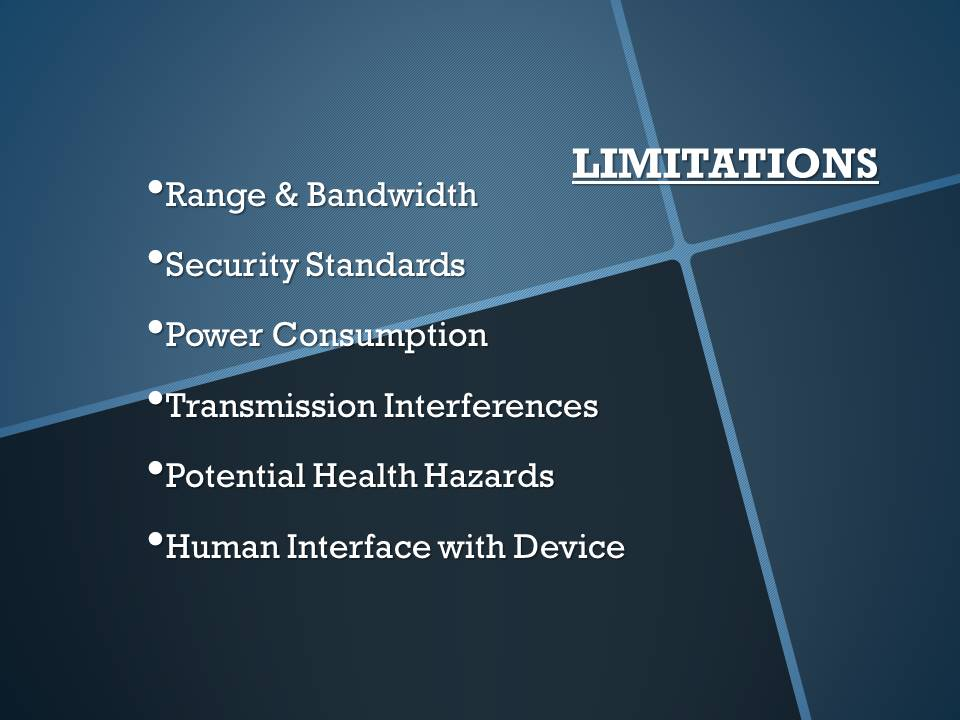 LIMITATIONS
•Range & Bandwidth
•Security Standards
•Power Consumption
•Transmission Interferences
•Potential Health Hazards
•Human Interface with Device